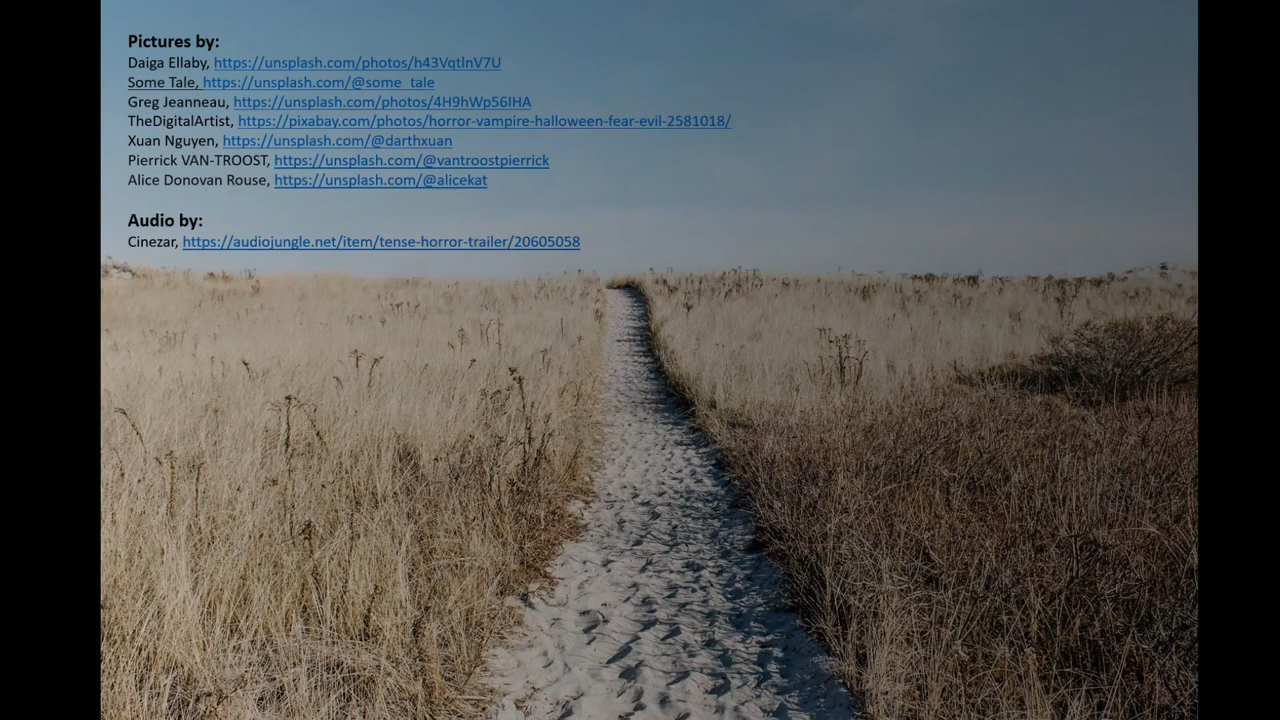 Pictures by:
Daiga Ellaby, https://unsplash.com/photos/h43VqtlnV7U
Some Tale, https://unsplash.com/@some_tale
Greg Jeanneau, https://unsplash.com/photos/4H9hWp56IHA
TheDigitalArtist, https://pixabay.com/photos/horror-vampire-halloween-fear-evil-2581018/
Xuan Nguyen, https://unsplash.com/@darthxuan
Pierrick VAN-TROOST, https://unsplash.com/@vantroostpierrick
Alice Donovan Rouse, https://unsplash.com/@alicekat
Audio by:
Cinezar, https://audiojungle.net/item/tense-horror-trailer/20605058